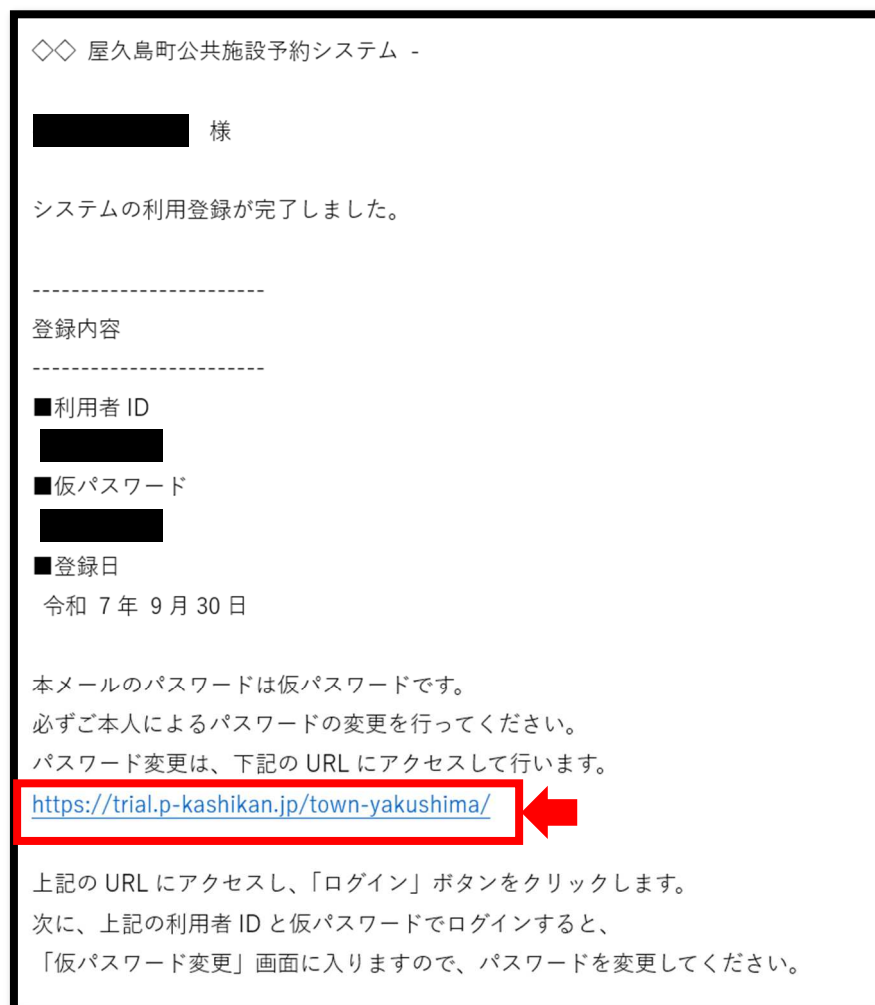 ◇◇ 屋久島町公共施設予約システム -
様
システムの利用登録が完了しました。
------------------------
登録内容
------------------------
■利用者 ID
■仮パスワード
■登録日
令和 7 年 9 月 30 日
本メールのパスワードは仮パスワードです。
必ずご本人によるパスワードの変更を行ってください。
パスワード変更は、下記の URL にアクセスして行います。
https://trial.p-kashikan.jp/town-yakushima/
上記の URL にアクセスし、「ログイン」ボタンをクリックします。
次に、上記の利用者 ID と仮パスワードでログインすると、
「仮パスワード変更」画面に入りますので、パスワードを変更してください。